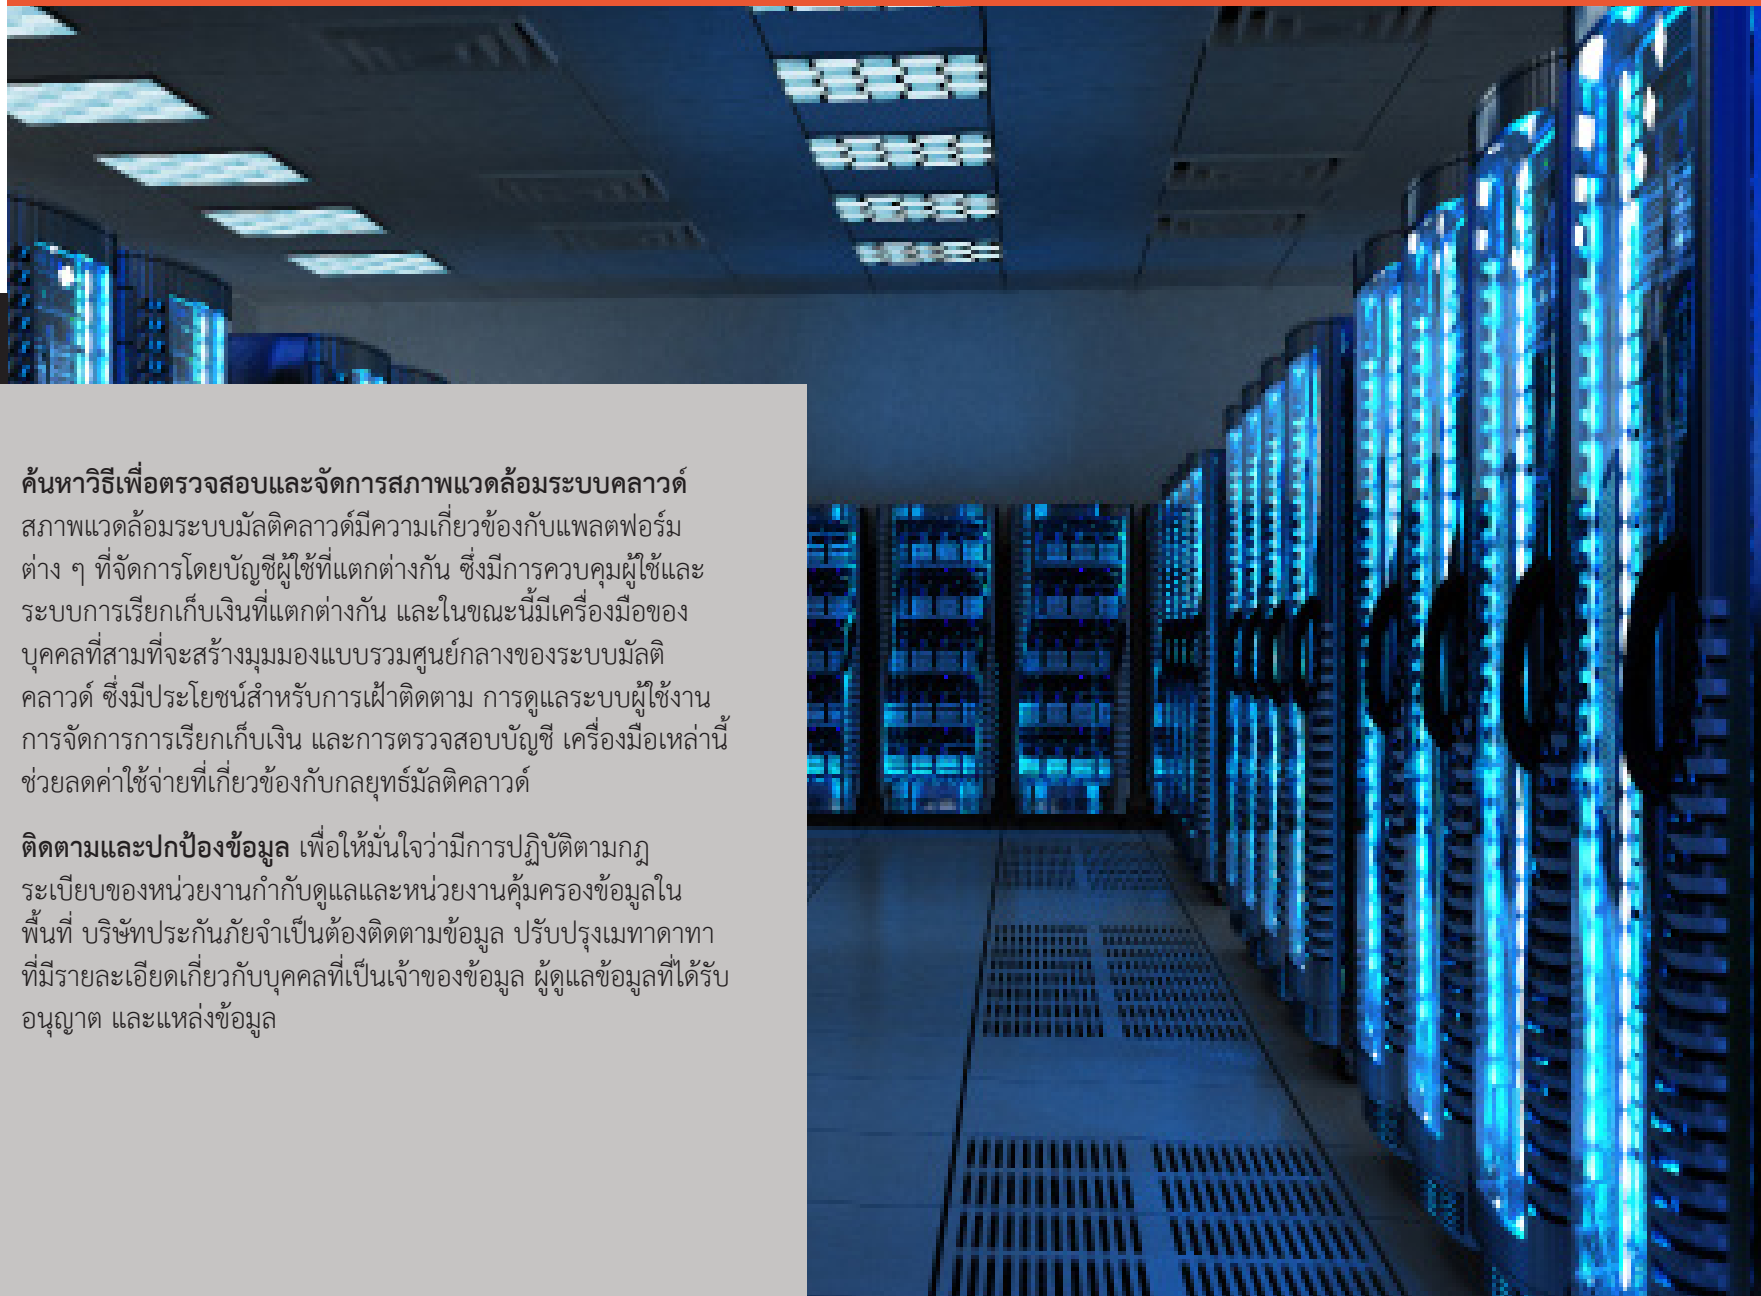 ค้นหาวิธีเพื่อตรวจสอบและจัดการสภาพแวดล้อมระบบคลาวด์
สภาพแวดล้อมระบบมัลติคลาวด์มีความเกี่ยวข้องกับแพลตฟอร์ม
ต่าง ๆ ที่จัดการโดยบัญชีผู้ใช้ที่แตกต่างกัน ซึ่งมีการควบคุมผู้ใช้และ
ระบบการเรียกเก็บเงินที่แตกต่างกัน และในขณะนี้มีเครื่องมือของ
บุคคลที่สามที่จะสร้างมุมมองแบบรวมศูนย์กลางของระบบมัลติ
คลาวด์ ซึ่งมีประโยชน์สำหรับการเฝ้าติดตาม การดูแลระบบผู้ใช้งาน
การจัดการการเรียกเก็บเงิน และการตรวจสอบบัญชี เครื่องมือเหล่านี้
ช่วยลดค่าใช้จ่ายที่เกี่ยวข้องกับกลยุทธ์มัลติคลาวด์
ติดตามและปกป้องข้อมูล เพื่อให้มั่นใจว่ามีการปฏิบัติตามกฎ
ระเบียบของหน่วยงานกำกับดูแลและหน่วยงานคุ้มครองข้อมูลใน
พื้นที่ บริษัทประกันภัยจำเป็นต้องติดตามข้อมูล ปรับปรุงเมทาดาทา
ที่มีรายละเอียดเกี่ยวกับบุคคลที่เป็นเจ้าของข้อมูล ผู้ดูแลข้อมูลที่ได้รับ
อนุญาต และแหล่งข้อมูล